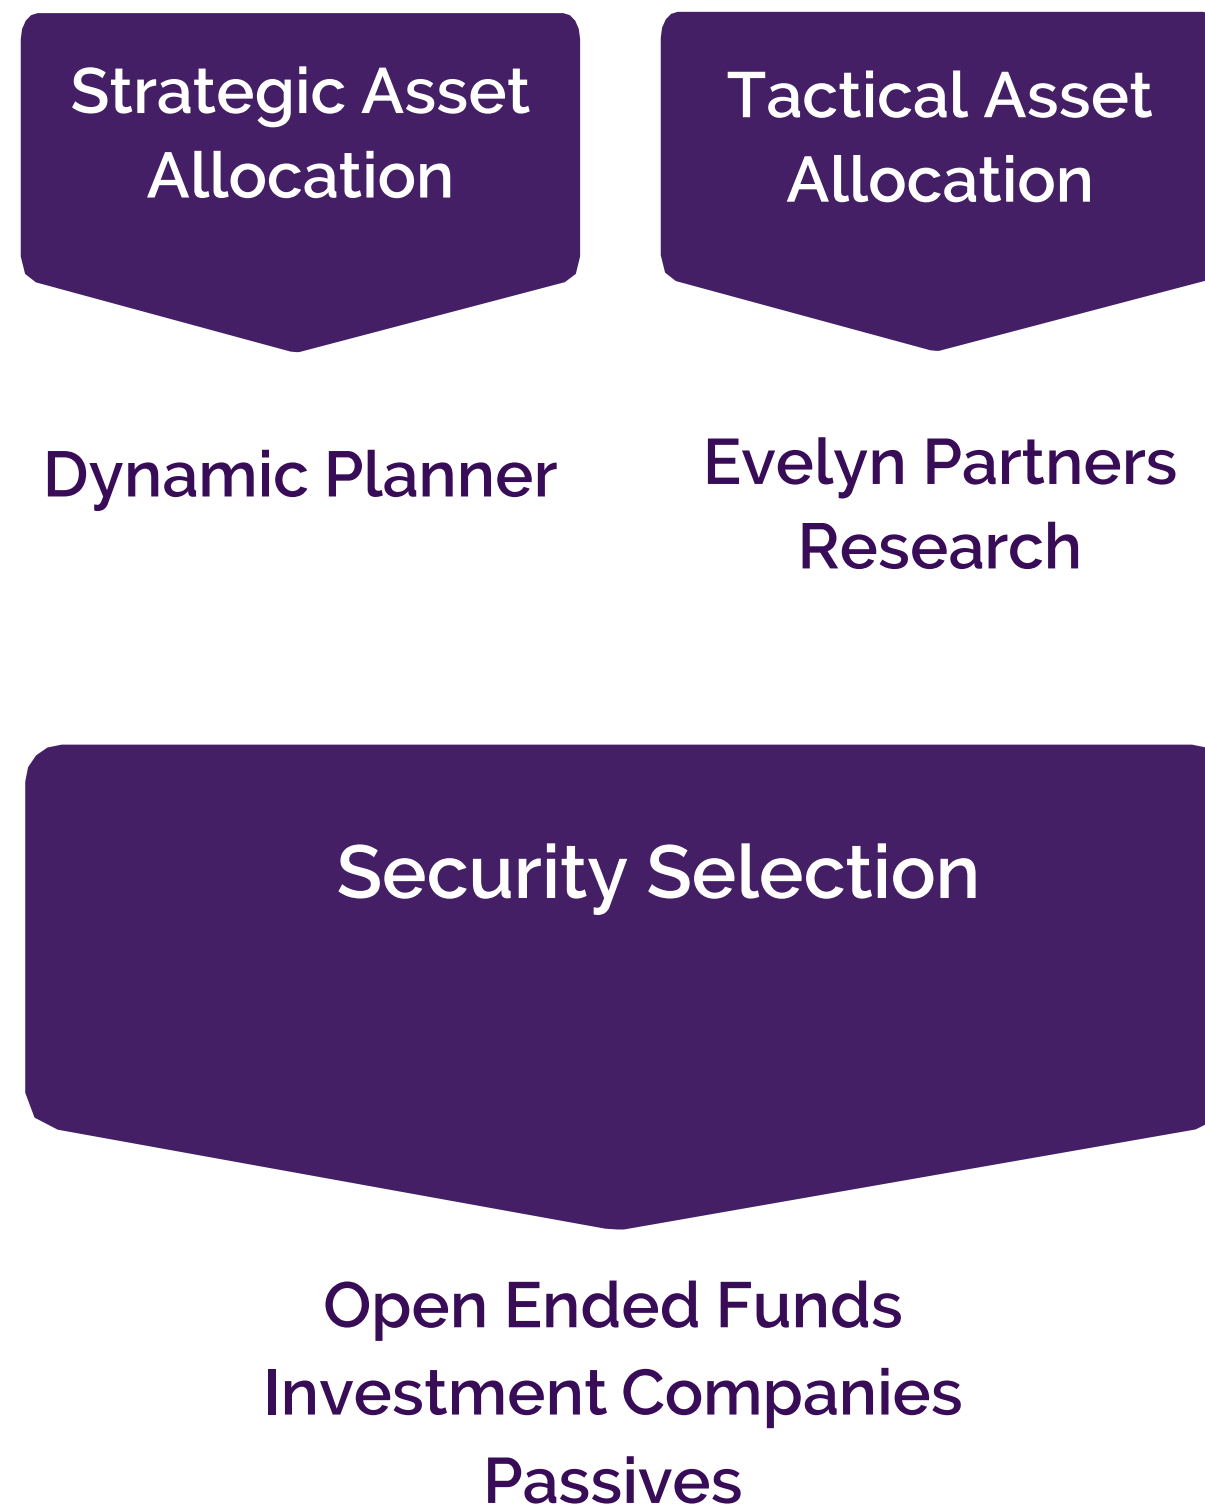 Strategic Asset
Allocation
Tactical Asset
Allocation
Dynamic Planner
Evelyn Partners
Research
Security Selection
Open Ended Funds
Investment Companies
Passives